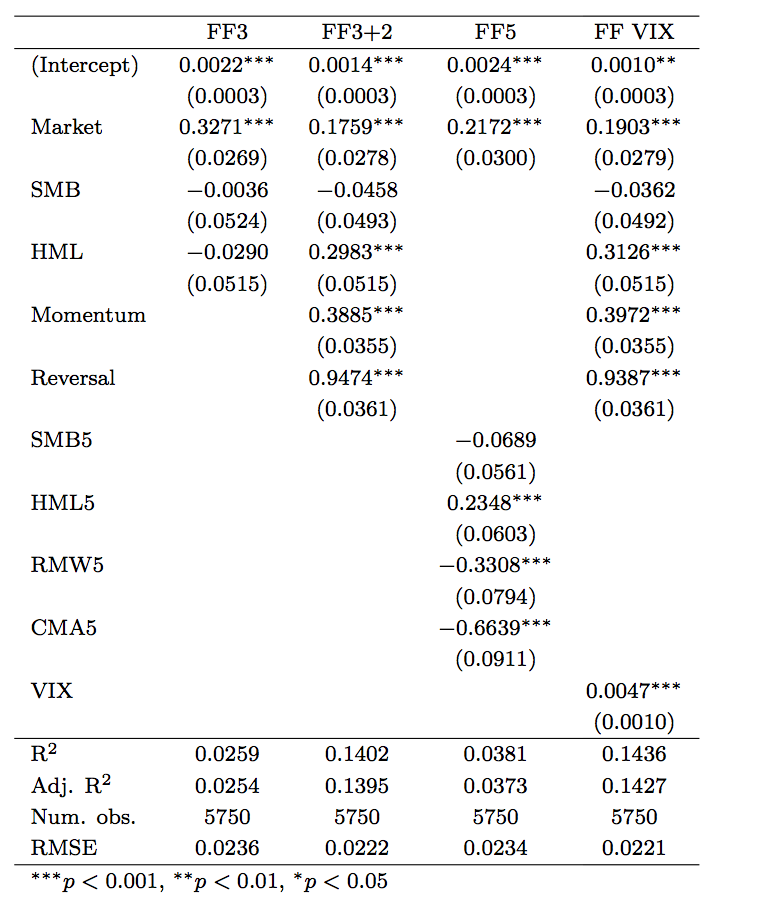 FF3 FF3+2 FF5 FF VIX
(Intercept) 0.0022*** 0.0014*** 0.0024*** 0.0010**
(0.0003) (0.0003) (0.0003) (0.0003)
Market 0.3271*** 0.1759*** 0.2172*** 0.1903***
(0.0269) (0.0278) (0.0300) (0.0279)
SMB −0.0036 −0.0458 −0.0362
(0.0524) (0.0493) (0.0492)
HML −0.0290 0.2983*** 0.3126***
(0.0515) (0.0515) (0.0515)
Momentum 0.3885*** 0.3972***
(0.0355) (0.0355)
Reversal 0.9474*** 0.9387***
(0.0361) (0.0361)
SMB5 −0.0689
(0.0561)
HML5 0.2348***
(0.0603)
RMW5 −0.3308***
(0.0794)
CMA5 −0.6639***
(0.0911)
VIX 0.0047***
(0.0010)
R² 0.0259 0.1402 0.0381 0.1436
Adj. R² 0.0254 0.1395 0.0373 0.1427
Num. obs. 5750 5750 5750 5750
RMSE 0.0236 0.0222 0.0234 0.0221
***p < 0.001, **p < 0.01, *p < 0.05